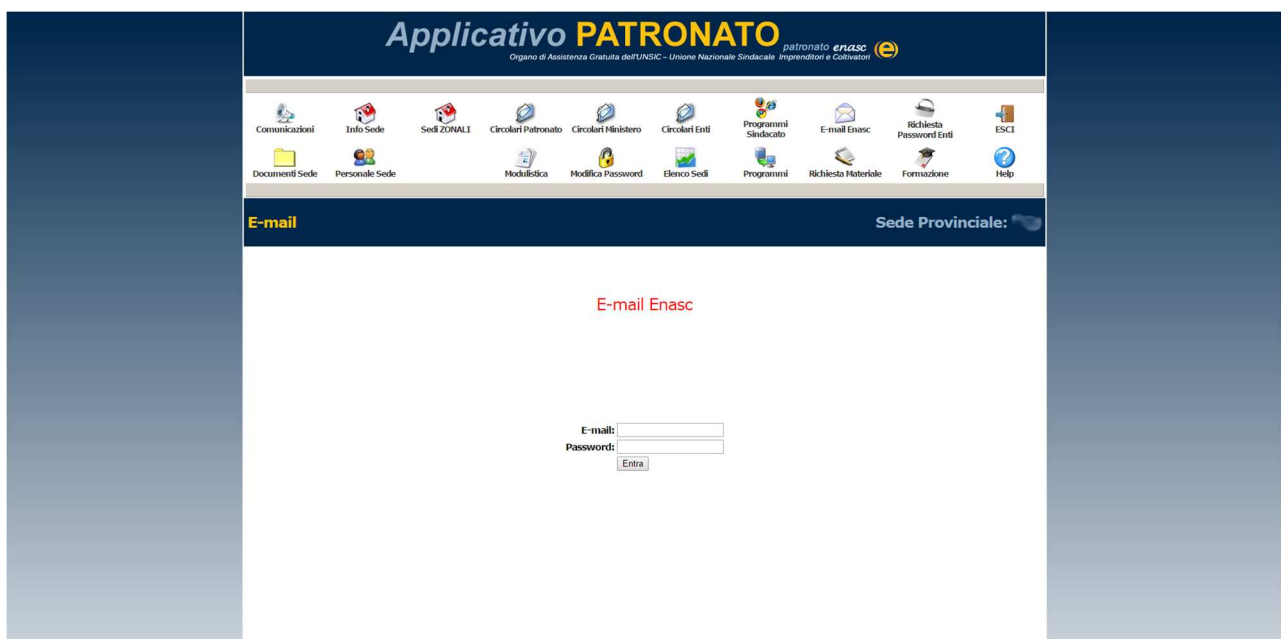 Applicativo PATRONATO
patronato enasc e
Organo di Assistenza Gratuita dell'UNSIC – Unione Nazionale Sindacale Imprenditori e Coltivatori
Comunicazioni Info Sede Sedi ZONALI Circolari Patronato Circolari Ministero Circolari Enti Programmi Sindacato E-mail Enasc Richiesta Password Enti ESCI
Documenti Sede Personale Sede Modulistica Modifica Password Elenco Sedi Programmi Richiesta Materiale Formazione Help
E-mail Sede Provinciale:
E-mail Enasc
E-mail:
Password:
Entra